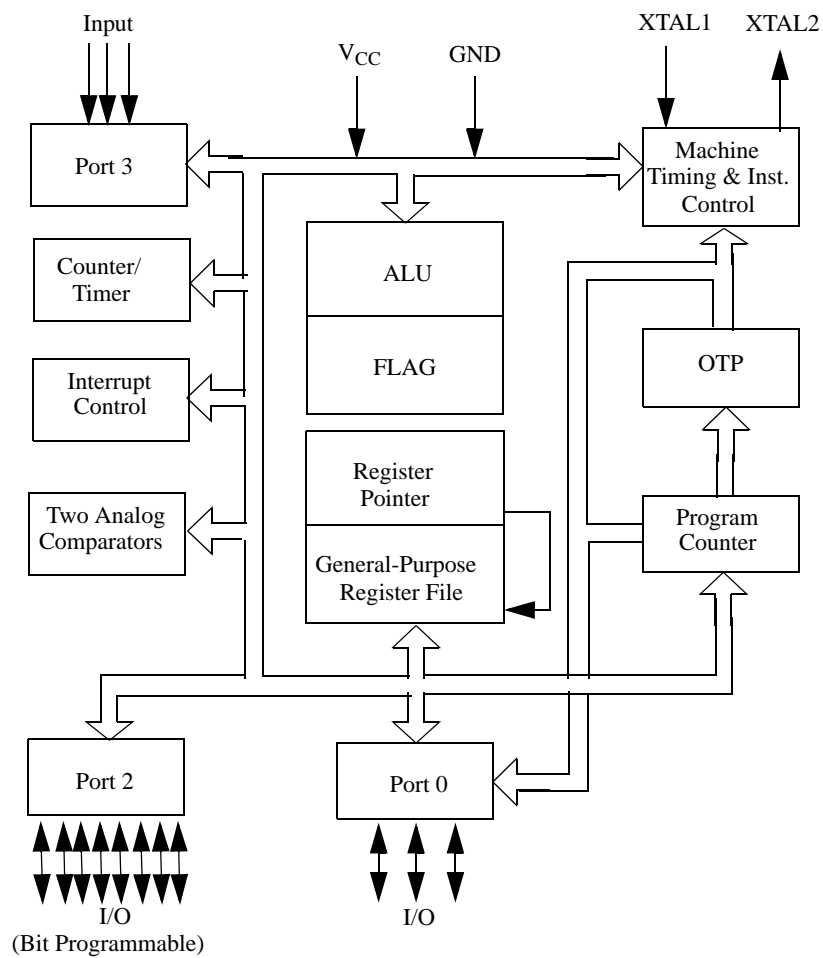 Input
V_CC
GND
XTAL1
XTAL2
Port 3
Machine
Timing & Inst.
Control
Counter/
Timer
ALU
FLAG
OTP
Interrupt
Control
Register
Pointer
Two Analog
Comparators
General-Purpose
Register File
Program
Counter
Port 2
Port 0
I/O
(Bit Programmable)
I/O